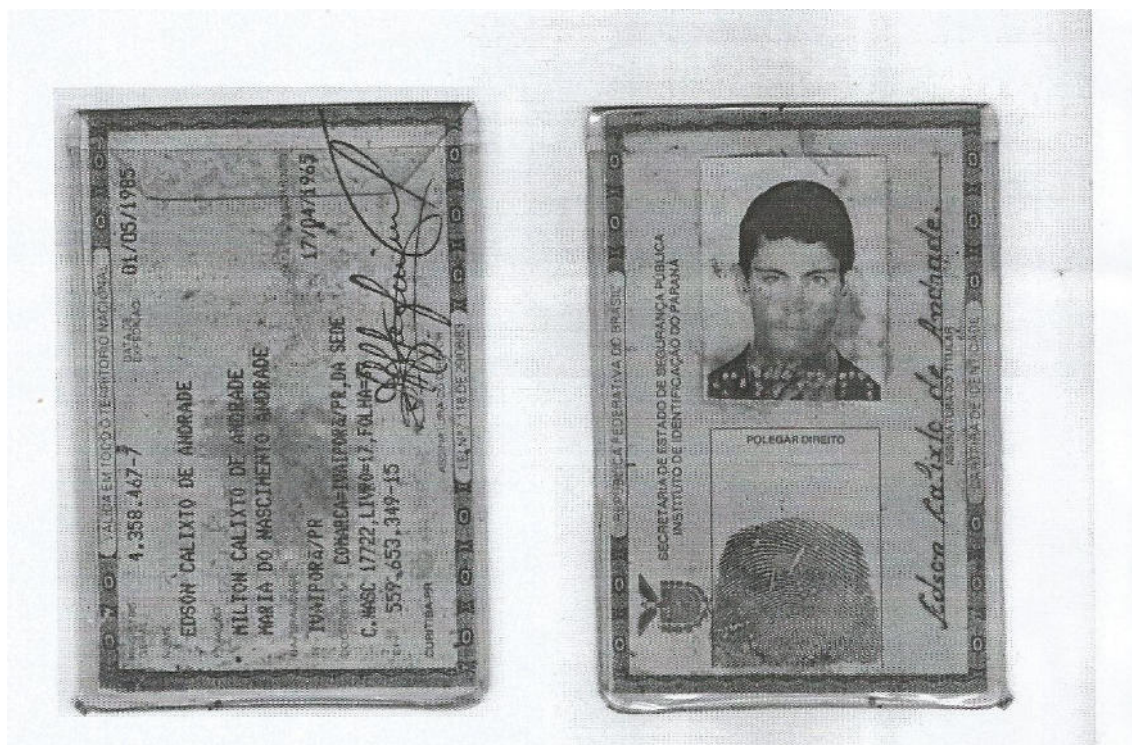 VÁLIDA EM TODO O TERRITÓRIO NACIONAL
4.358.467-7
DATA DE EXPEDIÇÃO 01/05/1985
EDSON CALIXTO DE ANDRADE
MILTON CALIXTO DE ANDRADE
MARIA DO NASCIMENTO ANDRADE
IVAIPORÃ/PR
17/04/1965
COMARCA=IVAIPORÃ/PR,DA SEDE
C.NASC 17722,LIVRO=17,FOLHA=
559.653.349-15
CURITIBA-PR
LEI Nº 7.116 DE 29/08/83
REPÚBLICA FEDERATIVA DO BRASIL
SECRETARIA DE ESTADO DE SEGURANÇA PÚBLICA
INSTITUTO DE IDENTIFICAÇÃO DO PARANÁ
POLEGAR DIREITO
Edson Calixto de Andrade.
ASSINATURA DO TITULAR
CARTEIRA DE IDENTIDADE